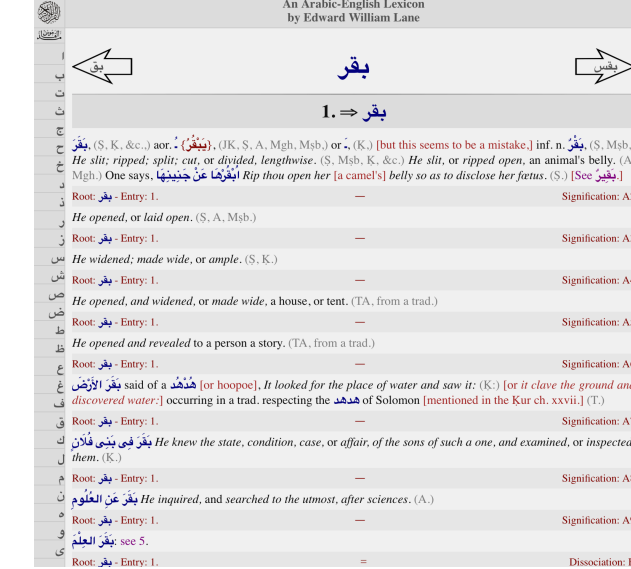 An Arabic-English Lexicon
by Edward William Lane
بق
بقر
بقس
1. ⇒ بقر
ا
ب
ت
ث
ج
ح
خ
د
ذ
ر
ز
س
ش
ص
ض
ط
ظ
ع
غ
ف
ق
ك
ل
م
ن
ه
و
ى
بَقَرَ, (Ṣ, Ḳ, &c.,) aor. ـُ {يَبْقُرُ}, (JK, Ṣ, A, Mgh, Mṣb,) or ـَ, (Ḳ,) [but this seems to be a mistake,] inf. n. بَقْرٌ, (Ṣ, Mṣb,
He slit; ripped; split; cut, or divided, lengthwise. (Ṣ, Mṣb, Ḳ, &c.) He slit, or ripped open, an animal's belly. (A
Mgh.) One says, اُبْقُرْهَا عَنْ جَنِينِهَا Rip thou open her [a camel's] belly so as to disclose her fœtus. (Ṣ.) [See بَقِيرٌ.]
Root: بقر - Entry: 1. — Signification: A
He opened, or laid open. (Ṣ, A, Mṣb.)
Root: بقر - Entry: 1. — Signification: A
He widened; made wide, or ample. (Ṣ, Ḳ.)
Root: بقر - Entry: 1. — Signification: A
He opened, and widened, or made wide, a house, or tent. (TA, from a trad.)
Root: بقر - Entry: 1. — Signification: A
He opened and revealed to a person a story. (TA, from a trad.)
Root: بقر - Entry: 1. — Signification: A
بَقَرَ الأَرْضَ said of a هُدْهُد [or hoopoe], It looked for the place of water and saw it: (Ḳ:) [or it clave the ground and
discovered water:] occurring in a trad. respecting the هدهد of Solomon [mentioned in the Ḳur ch. xxvii.] (T.)
Root: بقر - Entry: 1. — Signification: A
بَقَرَ فِى بَنِى فُلَانٍ He knew the state, condition, case, or affair, of the sons of such a one, and examined, or inspected
them. (Ḳ.)
Root: بقر - Entry: 1. — Signification: A
بَقَرَ عَنِ العُلُومِ He inquired, and searched to the utmost, after sciences. (A.)
Root: بقر - Entry: 1. — Signification: A
بَقَرَ العِلْمَ: see 5.
Root: بقر - Entry: 1. = Dissociation: